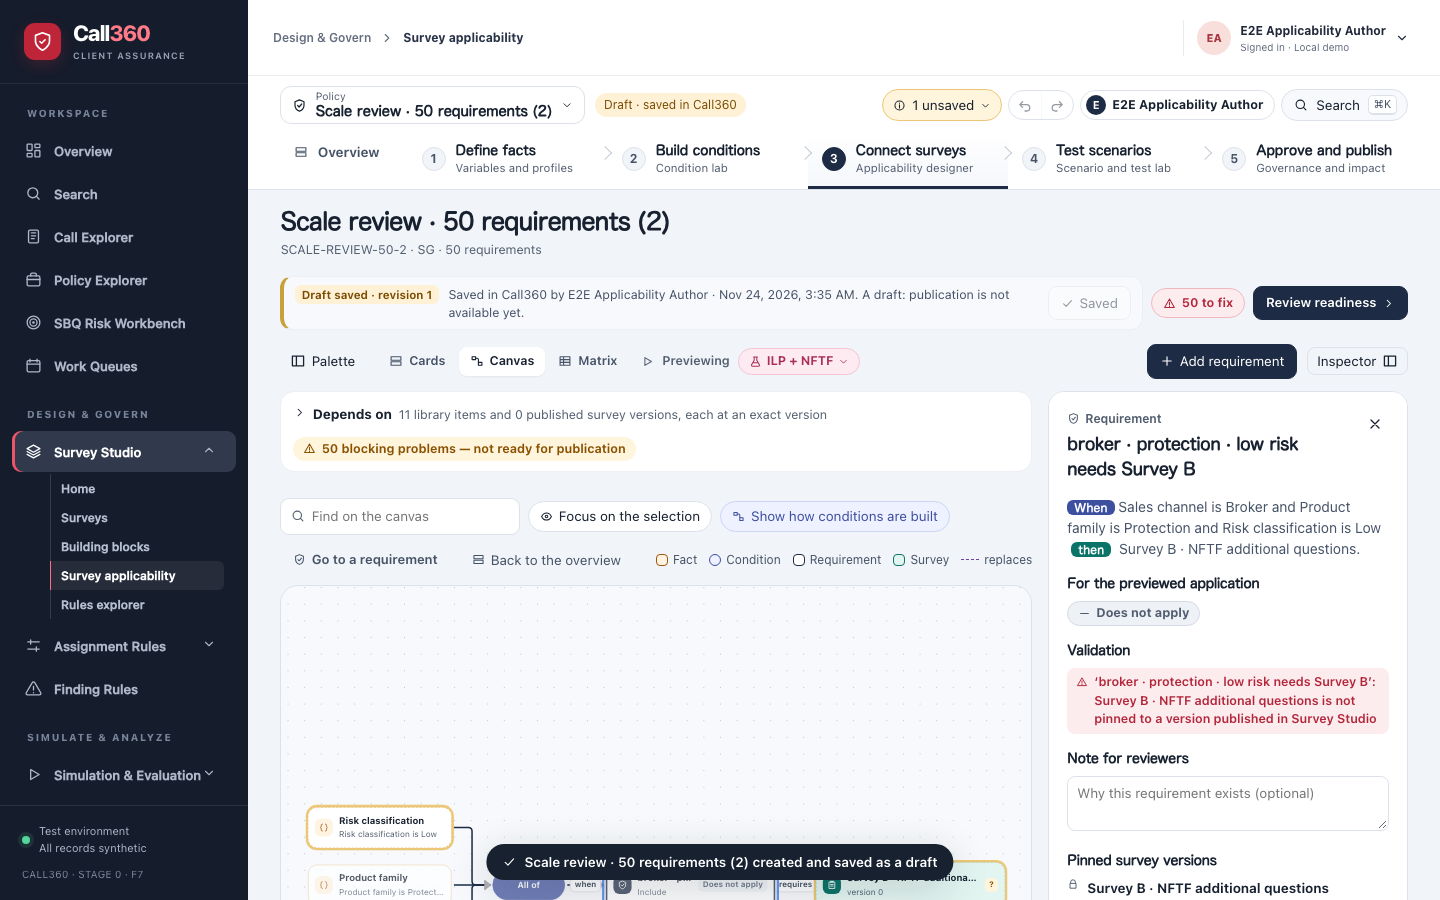 Call360
CLIENT ASSURANCE
WORKSPACE
Overview
Search
Call Explorer
Policy Explorer
SBQ Risk Workbench
Work Queues
DESIGN & GOVERN
Survey Studio
Home
Surveys
Building blocks
Survey applicability
Rules explorer
Assignment Rules
Finding Rules
SIMULATE & ANALYZE
Simulation & Evaluation
Test environment
All records synthetic
CALL360 · STAGE 0 · F7
Design & Govern > Survey applicability
EA
E2E Applicability Author
Signed in · Local demo
Policy
Scale review · 50 requirements (2)
Draft · saved in Call360
1 unsaved
E E2E Applicability Author
Search ⌘K
Overview
1 Define facts
Variables and profiles
2 Build conditions
Condition lab
3 Connect surveys
Applicability designer
4 Test scenarios
Scenario and test lab
5 Approve and publish
Governance and impact
Scale review · 50 requirements (2)
SCALE-REVIEW-50-2 · SG · 50 requirements
Draft saved · revision 1
Saved in Call360 by E2E Applicability Author · Nov 24, 2026, 3:35 AM. A draft: publication is not
available yet.
Saved
50 to fix
Review readiness
Palette
Cards
Canvas
Matrix
Previewing
ILP + NFTF
Add requirement
Inspector
Depends on 11 library items and 0 published survey versions, each at an exact version
50 blocking problems — not ready for publication
Find on the canvas
Focus on the selection
Show how conditions are built
Go to a requirement
Back to the overview
Fact
Condition
Requirement
Survey
replaces
Risk classification
Risk classification is Low
Product family
Product family is Protect...
All of
when
Include
Does not apply
requires
version 0
?
Scale review · 50 requirements (2) created and saved as a draft
Requirement
broker · protection · low risk
needs Survey B
When Sales channel is Broker and Product
family is Protection and Risk classification is Low
then Survey B · NFTF additional questions.
For the previewed application
Does not apply
Validation
‘broker · protection · low risk needs Survey B’:
Survey B · NFTF additional questions is not
pinned to a version published in Survey Studio
Note for reviewers
Why this requirement exists (optional)
Pinned survey versions
Survey B · NFTF additional questions